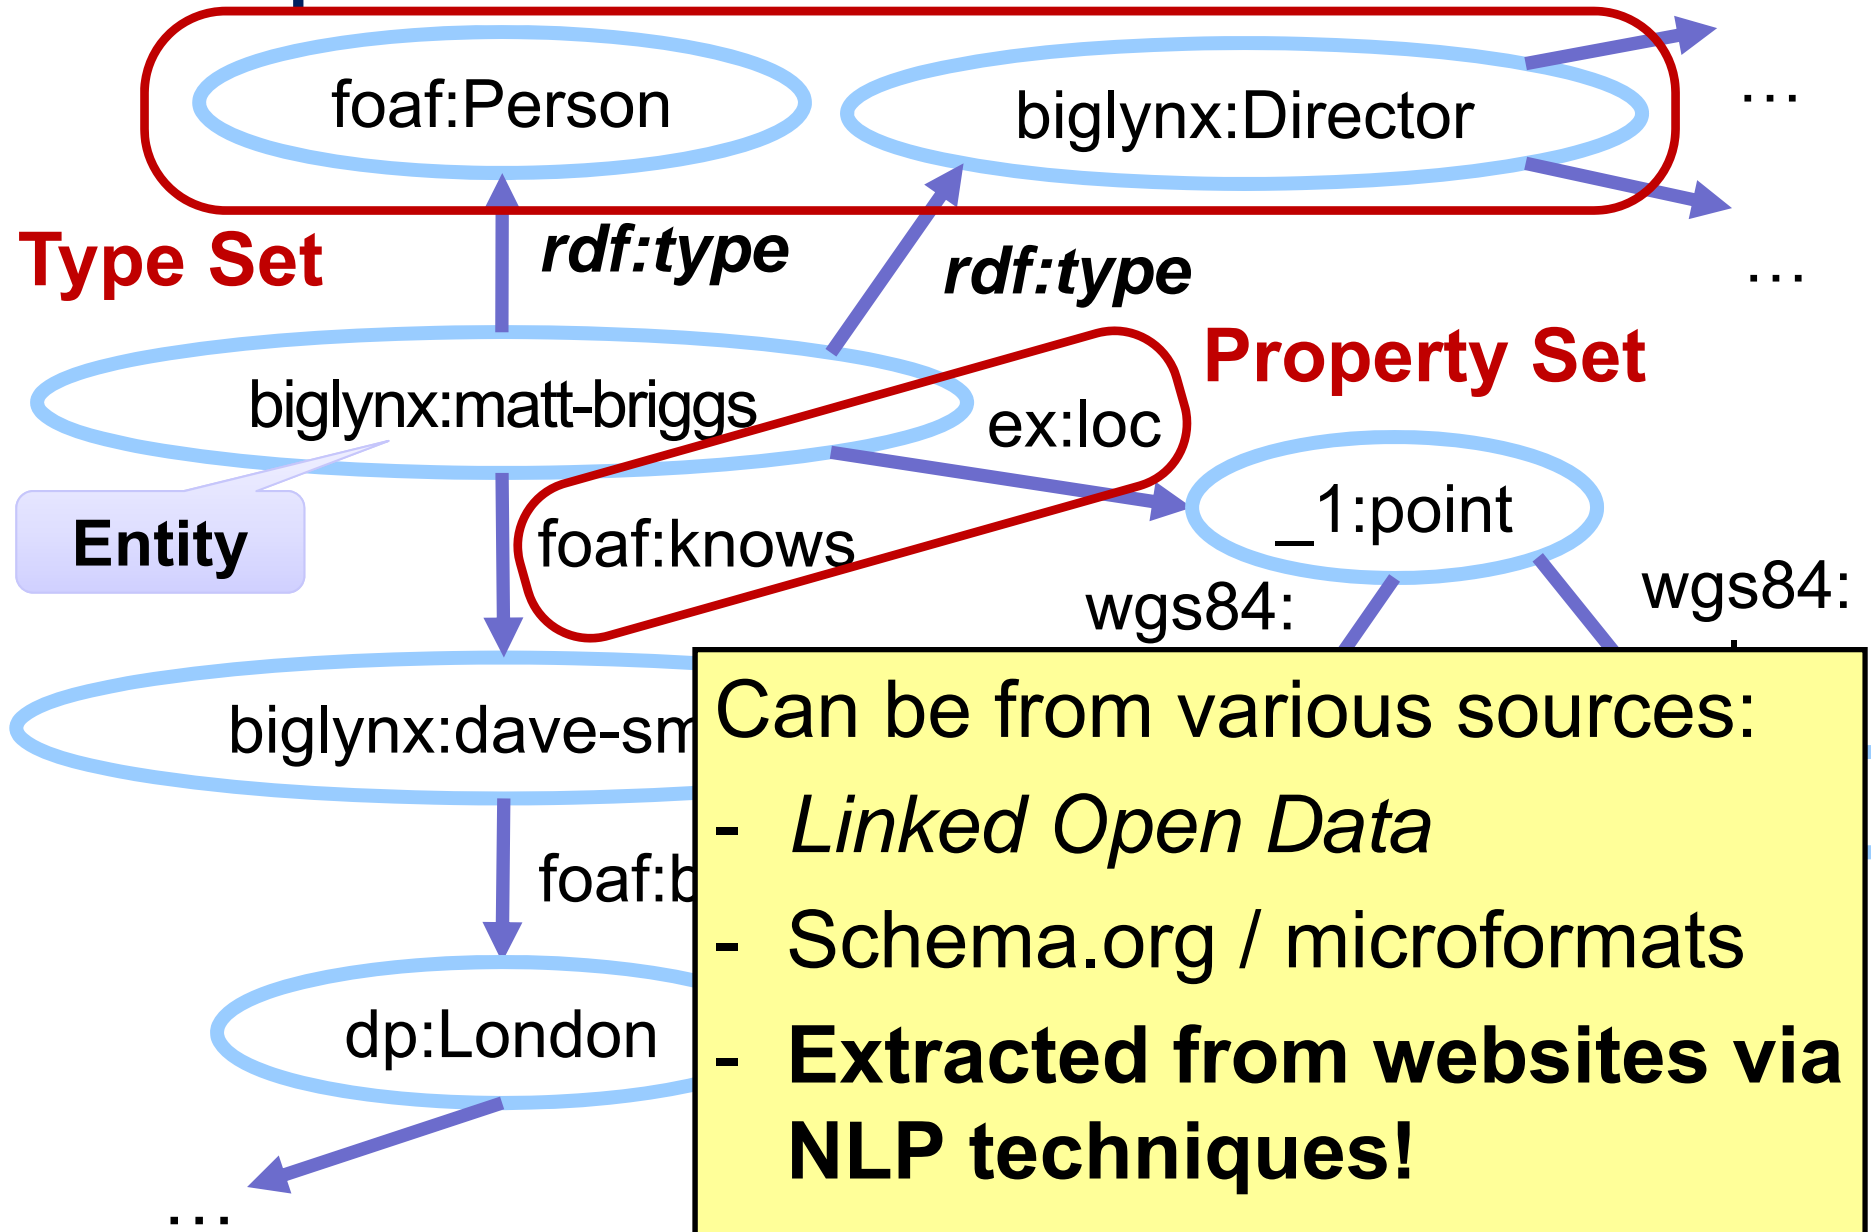 foaf:Person
biglynx:Director
…
rdf:type
Type Set
rdf:type
…
Property Set
biglynx:matt-briggs
ex:loc
_1:point
Entity
foaf:knows
wgs84:
wgs84:
biglynx:dave-sm
Can be from various sources:
- Linked Open Data
foaf:b
- Schema.org / microformats
dp:London
- Extracted from websites via
NLP techniques!
…